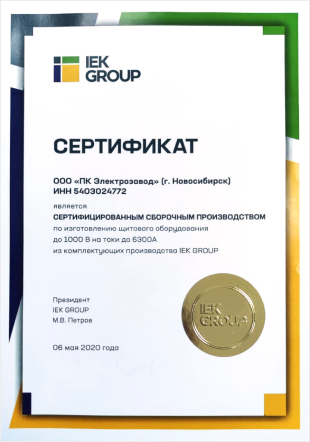 IEK
GROUP
СЕРТИФИКАТ
ООО «ПК Электрозавод» (г. Новосибирск)
ИНН 5403024772
является
СЕРТИФИЦИРОВАННЫМ СБОРОЧНЫМ ПРОИЗВОДСТВОМ
по изготовлению щитового оборудования
до 1000 В на токи до 6300А
из комплектующих производства IEK GROUP
Президент
IEK GROUP
М.В. Петров
IEK
GROUP
06 мая 2020 года